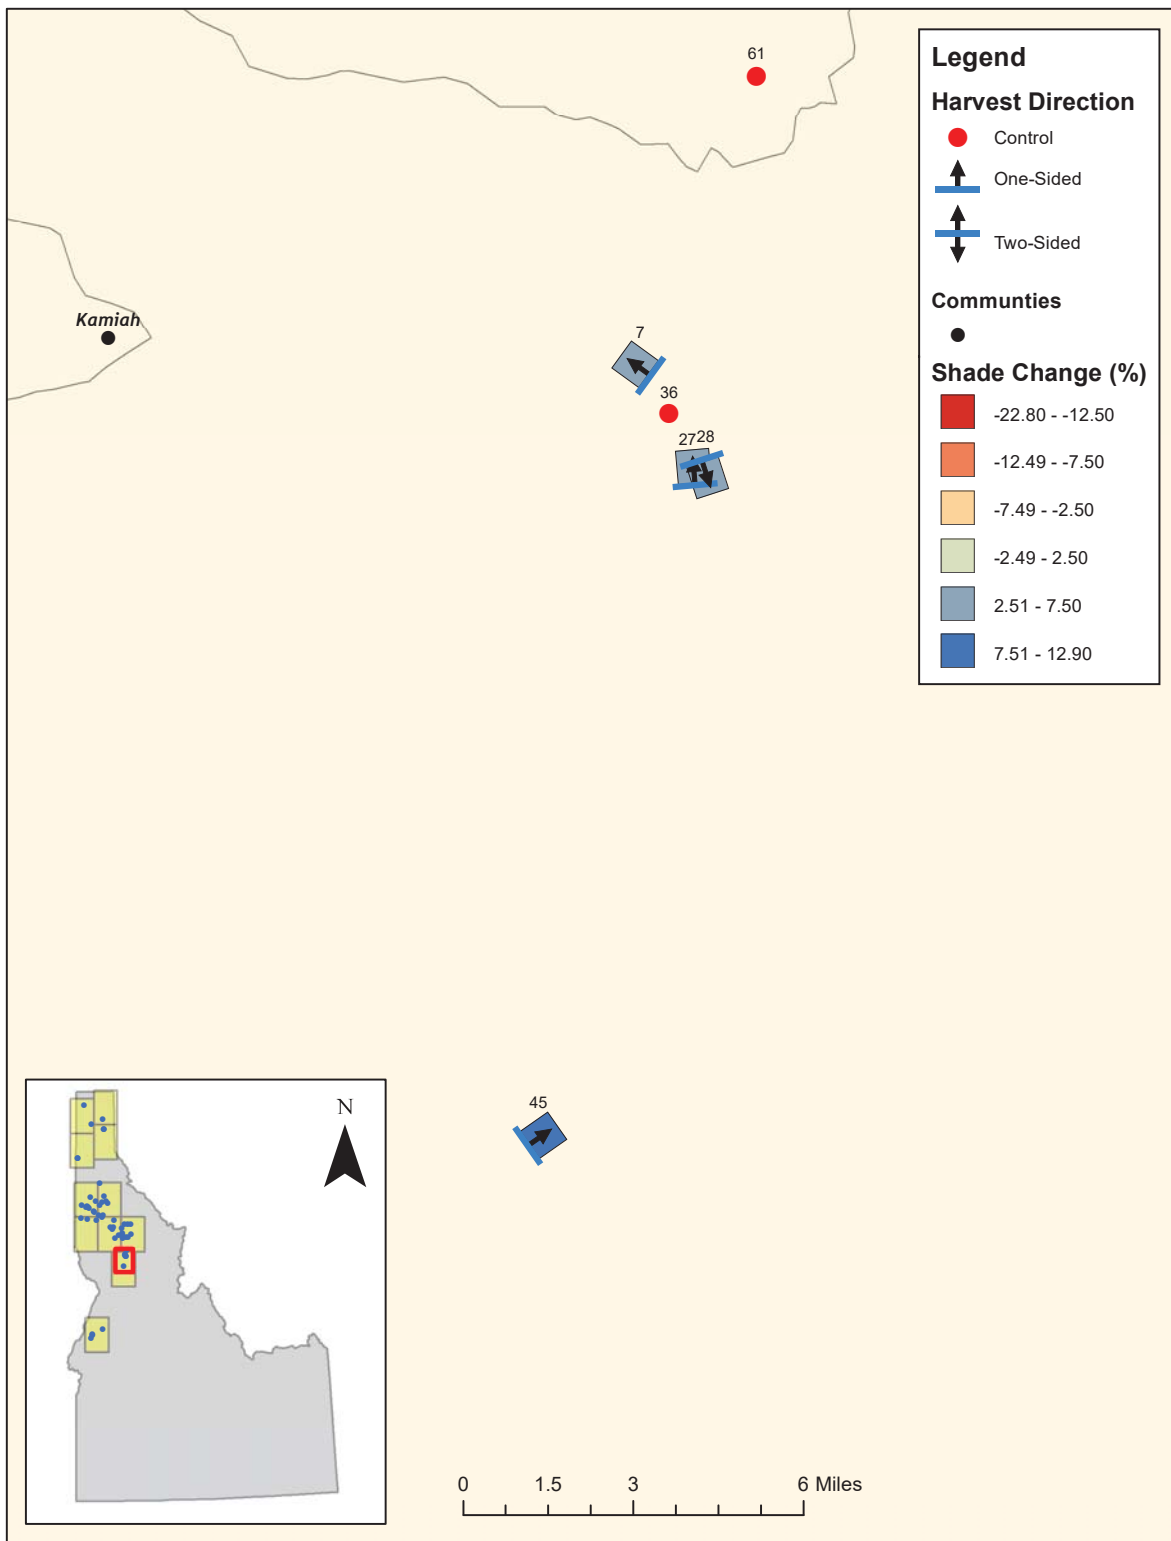 61
Legend
Harvest Direction
Control
One-Sided
Two-Sided
Communties
Shade Change (%)
-22.80 - -12.50
-12.49 - -7.50
-7.49 - -2.50
-2.49 - 2.50
2.51 - 7.50
7.51 - 12.90
Kamiah
7
36
27 28
45
N
0 1.5 3 6 Miles